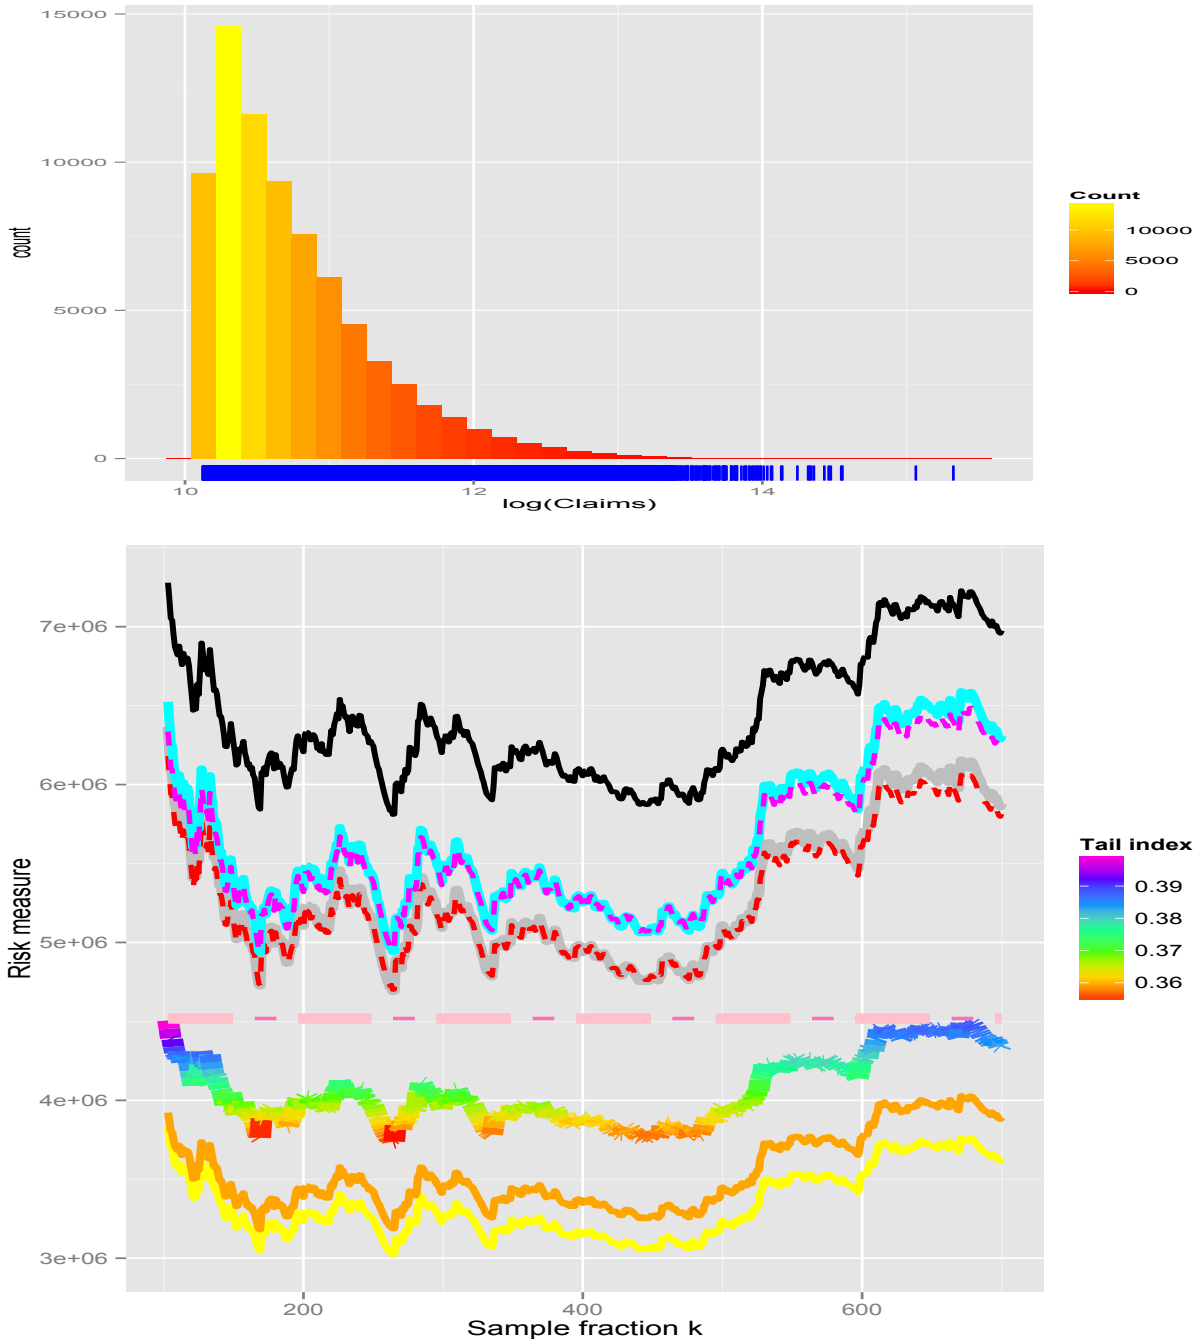 15000
10000
5000
0
count
10
12
14
log(Claims)
Count
10000
5000
0
7e+06
6e+06
5e+06
4e+06
3e+06
Risk measure
200
400
600
Sample fraction k
Tail index
0.39
0.38
0.37
0.36